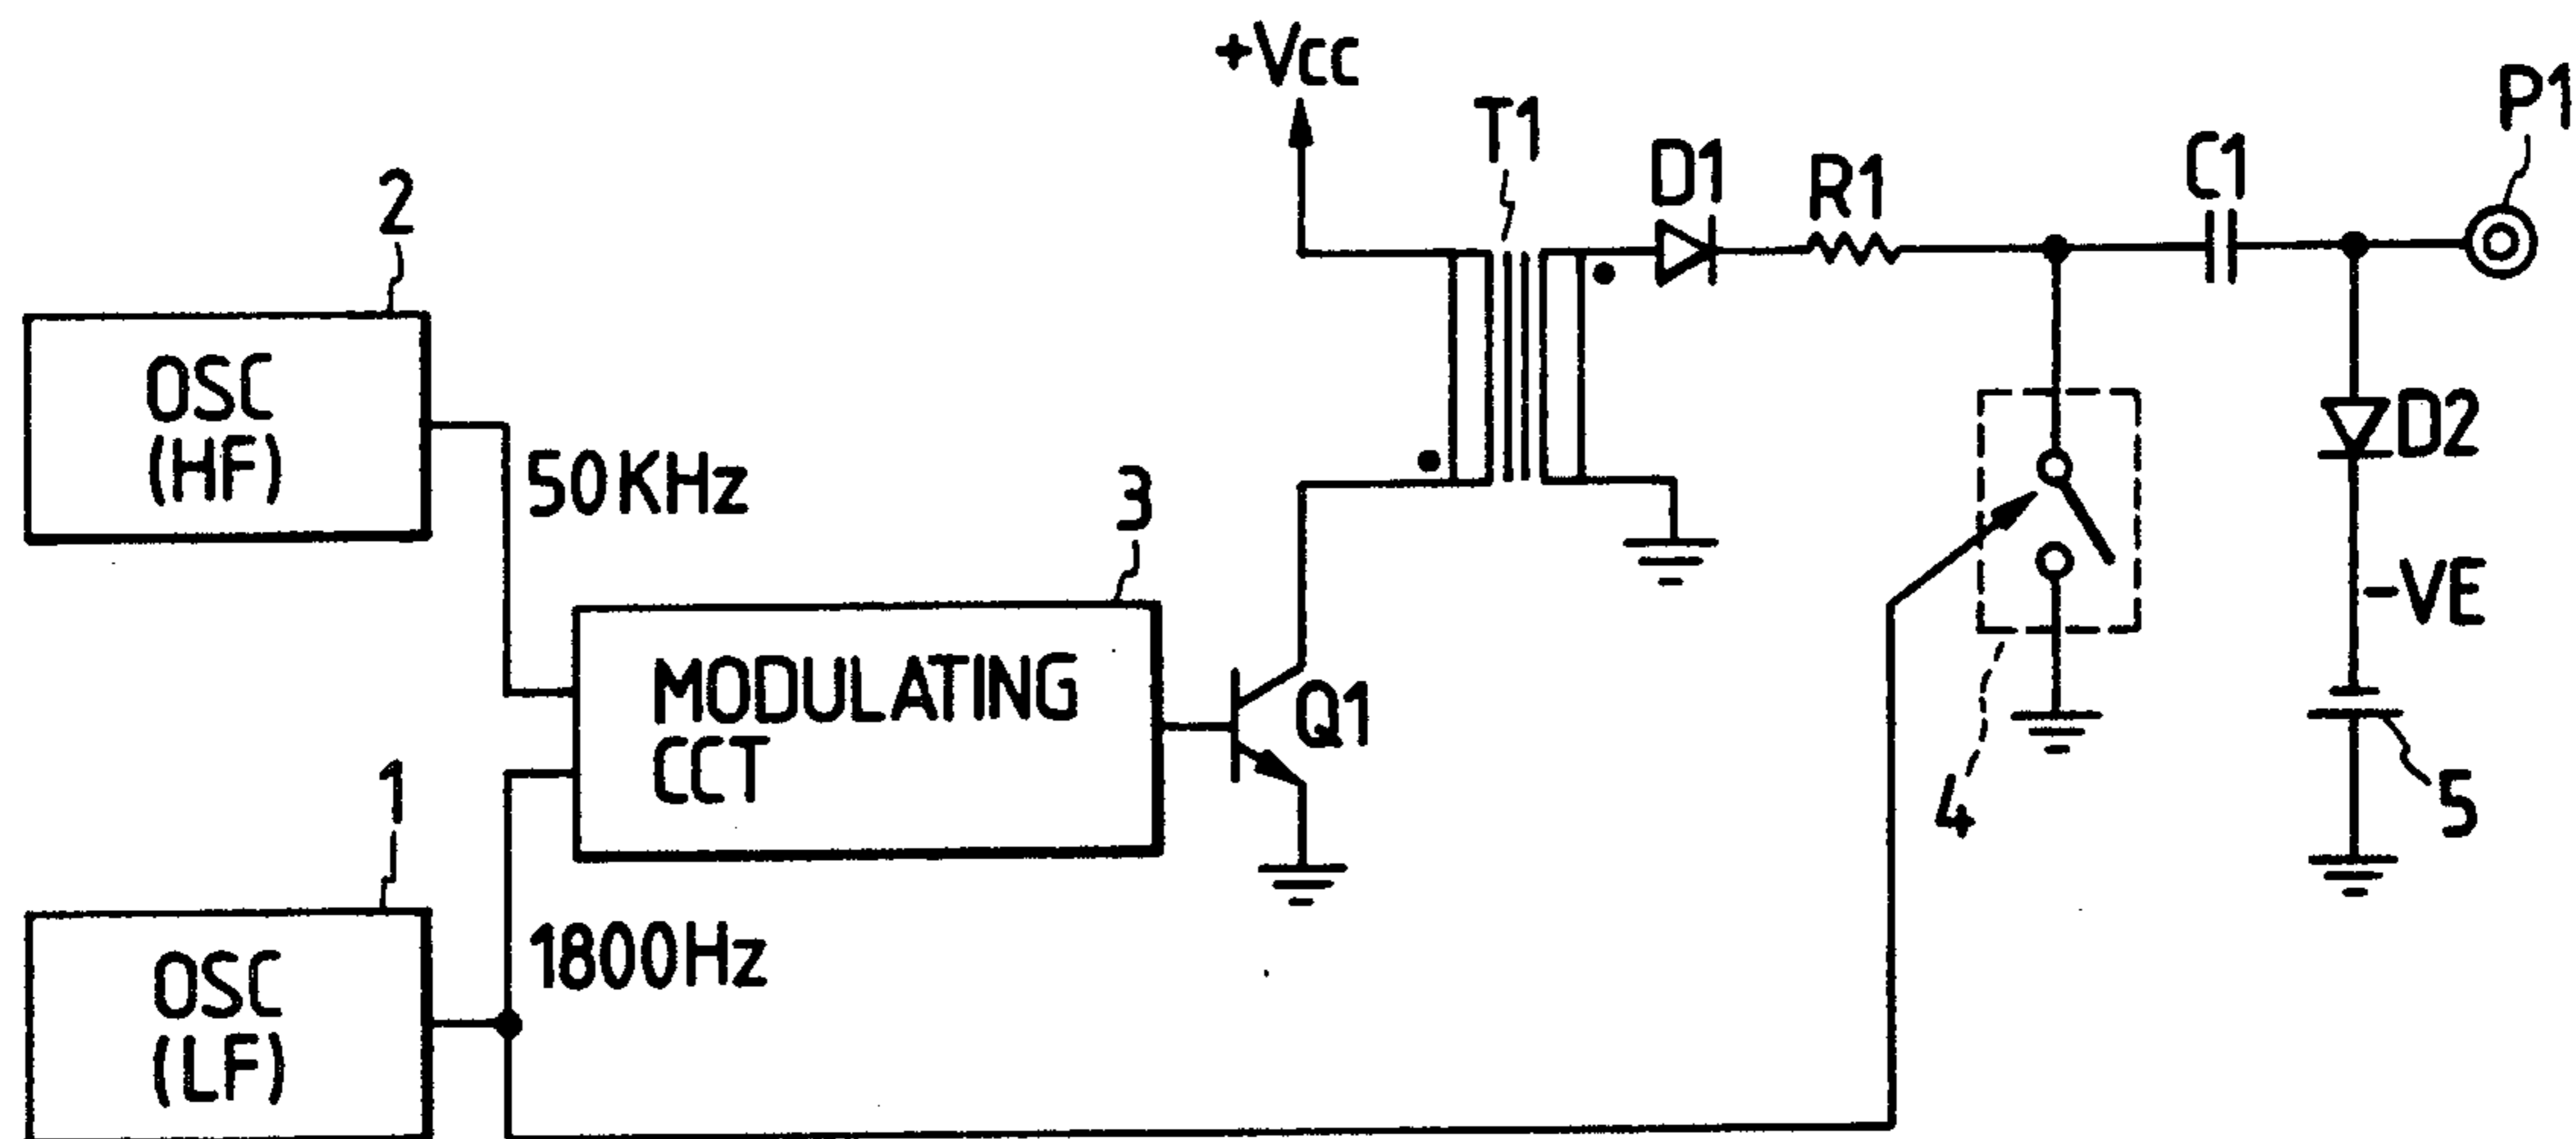 +Vcc
T1
D1
R1
C1
P1
2
OSC
(HF)
50KHz
D2
3
-VE
MODULATING
CCT
Q1
4
5
1
OSC
(LF)
1800Hz